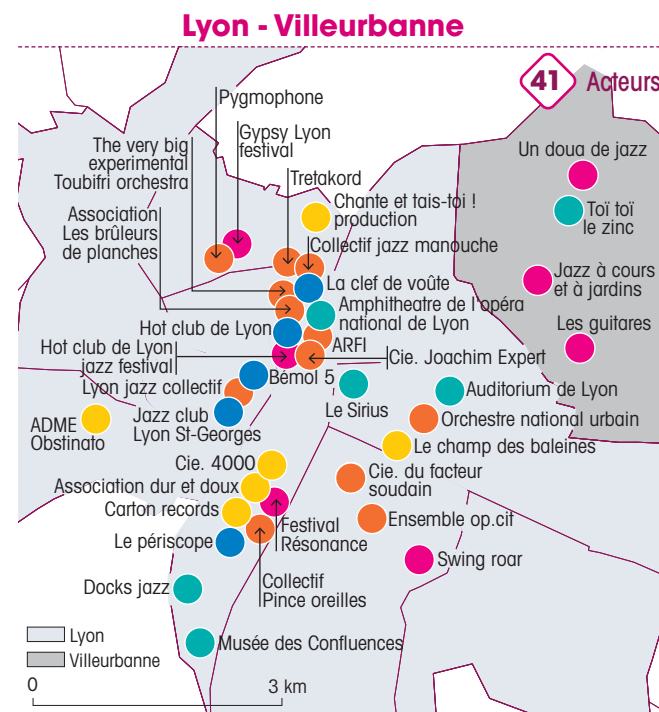 Lyon - Villeurbanne
41 Acteurs
Pygmophone
Gypsy Lyon
festival
The very big
experimental
Toubifri orchestra
Tretakord
Un doua de jazz
Association
Les brûleurs
de planches
Chante et tais-toi !
production
Toï toï
le zinc
Collectif jazz manouche
La clef de voûte
Jazz à cours
et à jardins
Amphitheatre de l'opéra
national de Lyon
Hot club de Lyon
Les guitares
ARFI
Hot club de Lyon
jazz festival
Cie. Joachim Expert
Bémol 5
Lyon jazz collectif
Auditorium de Lyon
Le Sirius
Jazz club
Lyon St-Georges
ADME
Obstinato
Orchestre national urbain
Le champ des baleines
Cie. 4000
Cie. du facteur
soudain
Association dur et doux
Carton records
Ensemble op.cit
Festival
Résonance
Le périscope
Swing roar
Collectif
Pince oreilles
Docks jazz
Musée des Confluences
Lyon
Villeurbanne
0 3 km